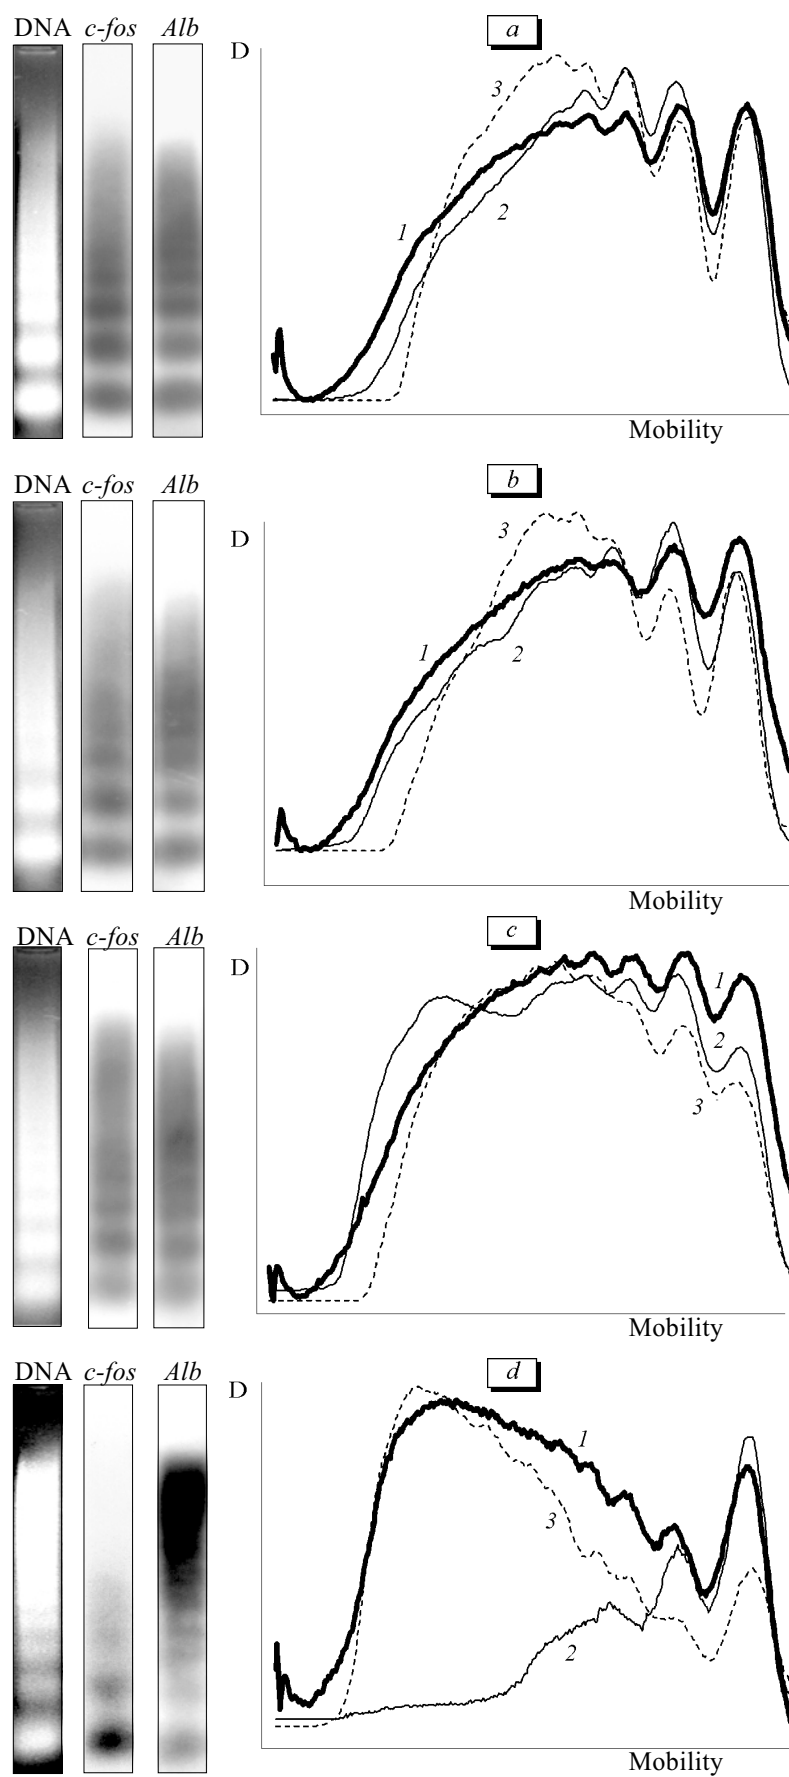 DNA c-fos Alb
a
D
3
2
1
Mobility
DNA c-fos Alb
b
D
3
1
2
Mobility
DNA c-fos Alb
c
D
1
2
3
Mobility
DNA c-fos Alb
d
D
1
3
2
Mobility